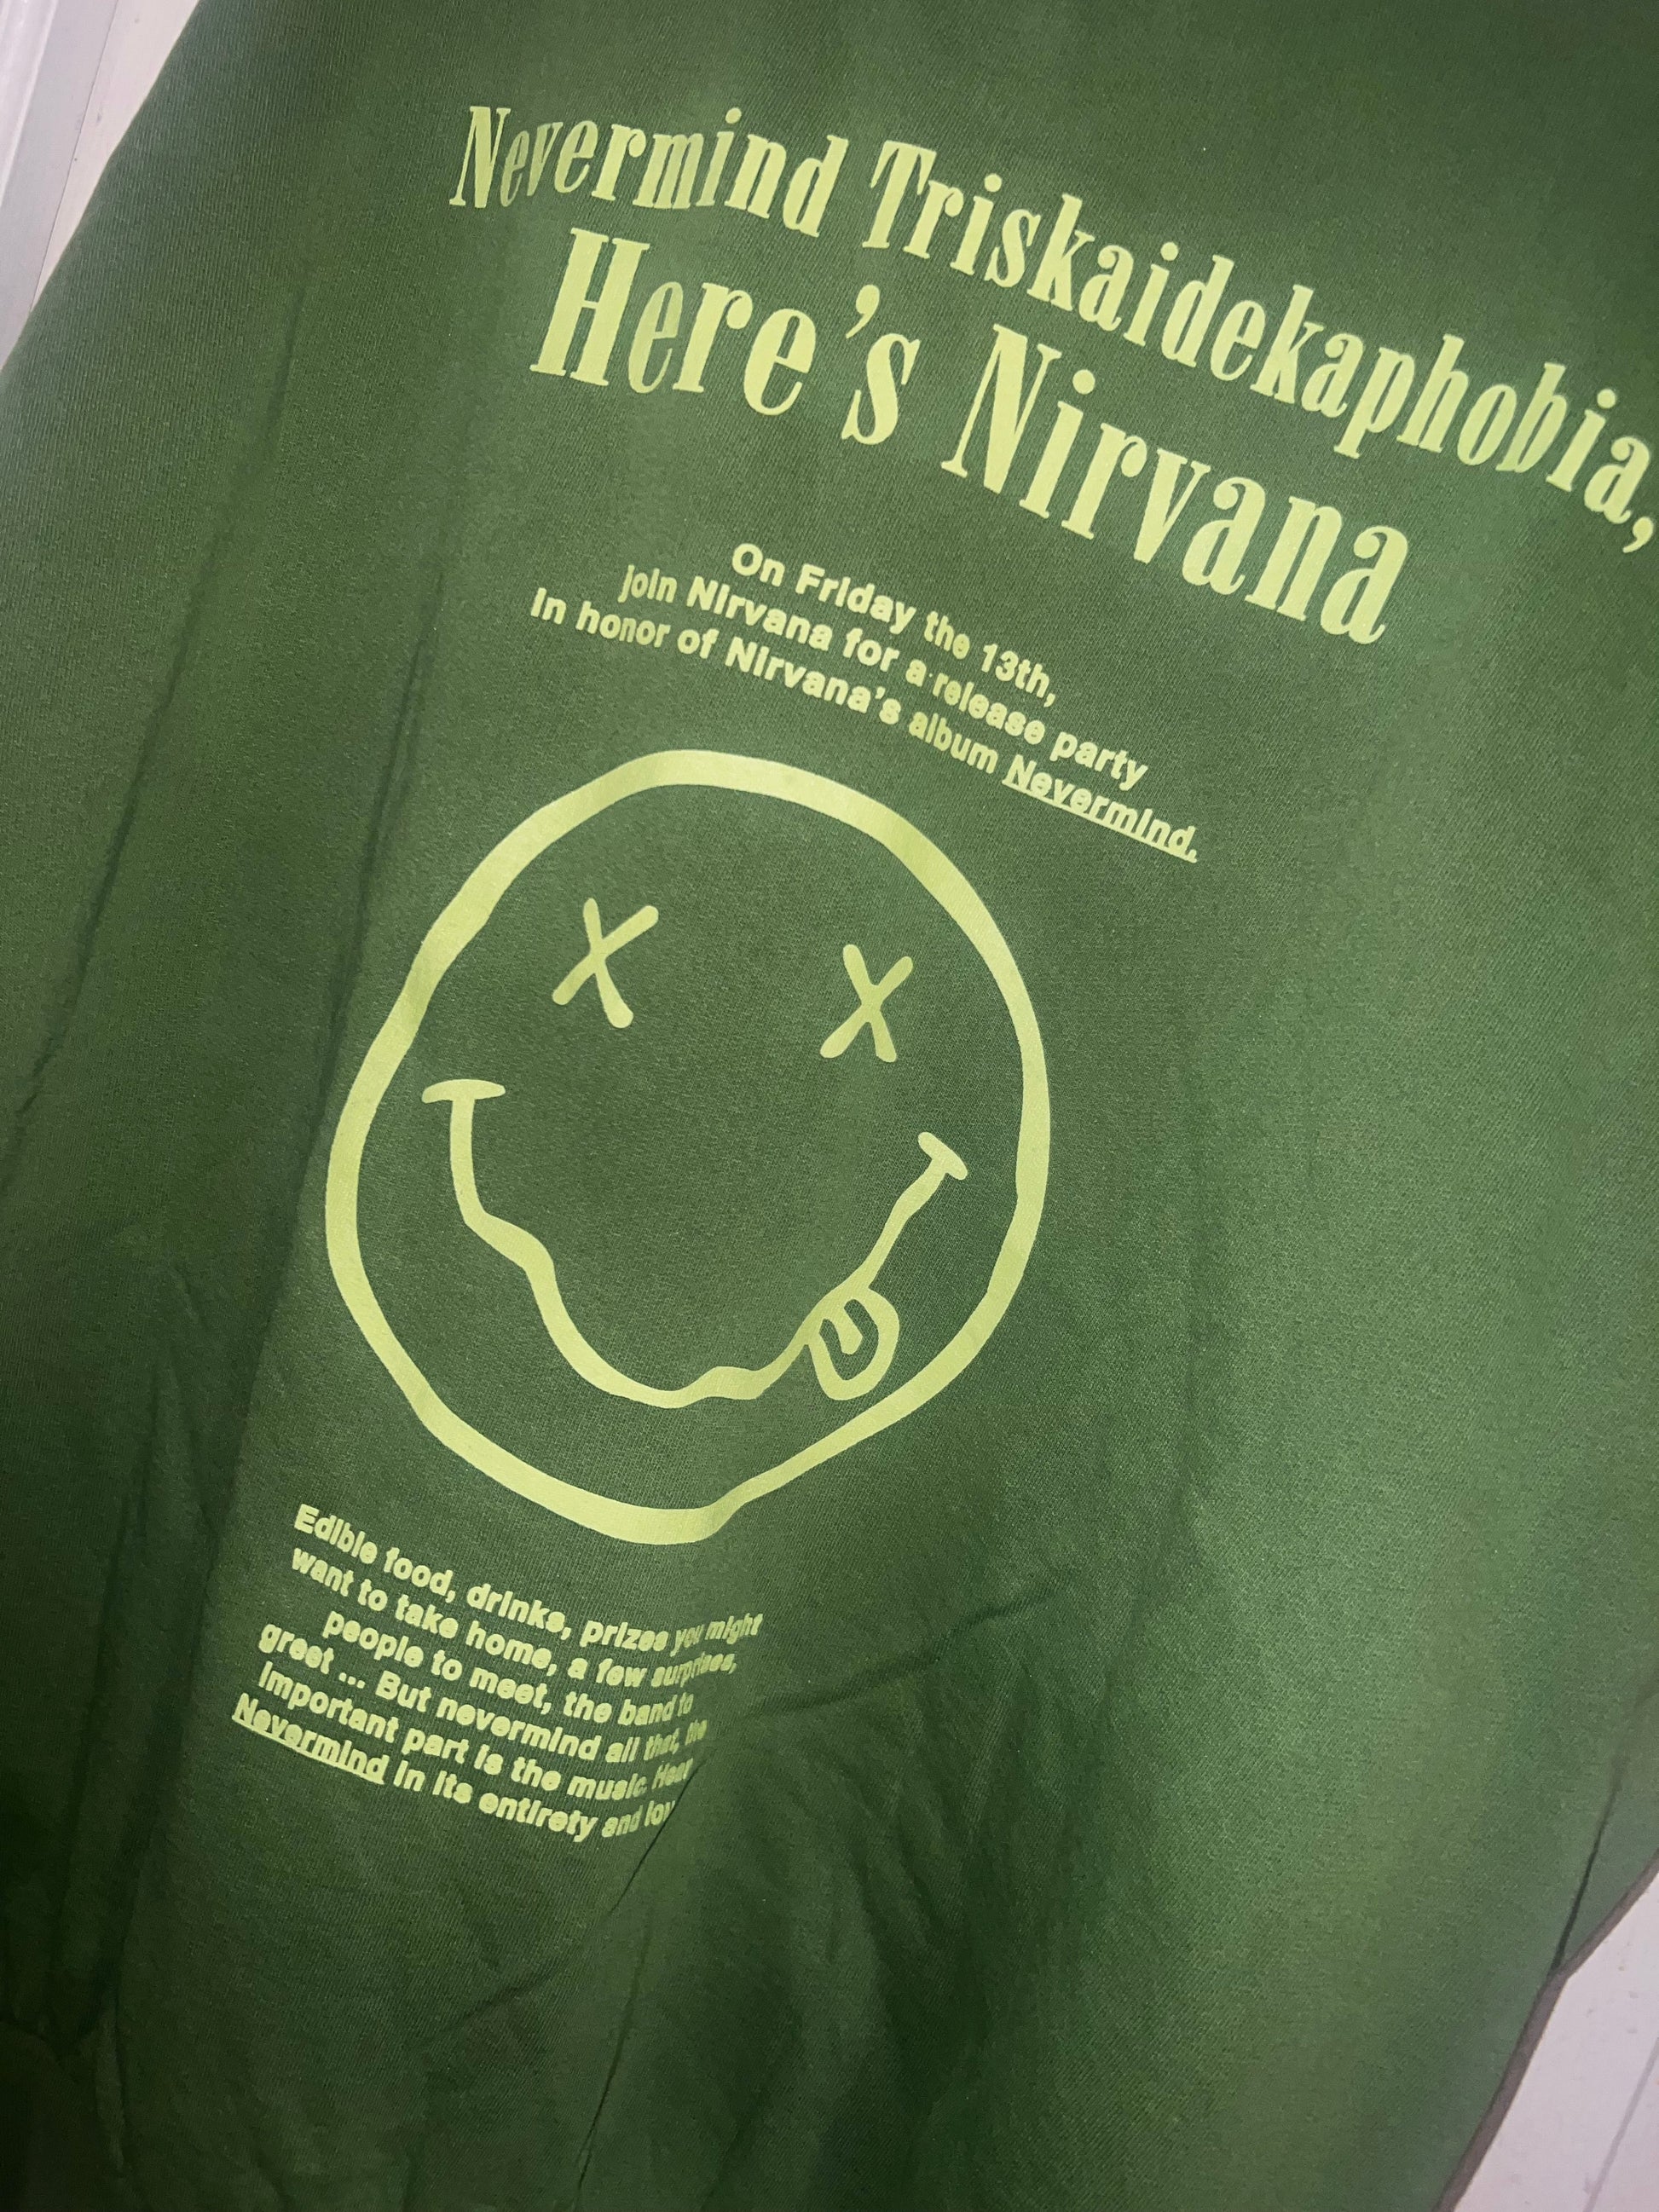 Nevermind Triskaidekaphobia,
Here's Nirvana
On Friday the 13th,
join Nirvana for a release party
in honor of Nirvana's album Nevermind.
Edible food, drinks, prizes you might
want to take home, a few surprises,
people to meet, the band to
greet ... But nevermind all that, the
important part is the music. Hear
Nevermind in its entirety and